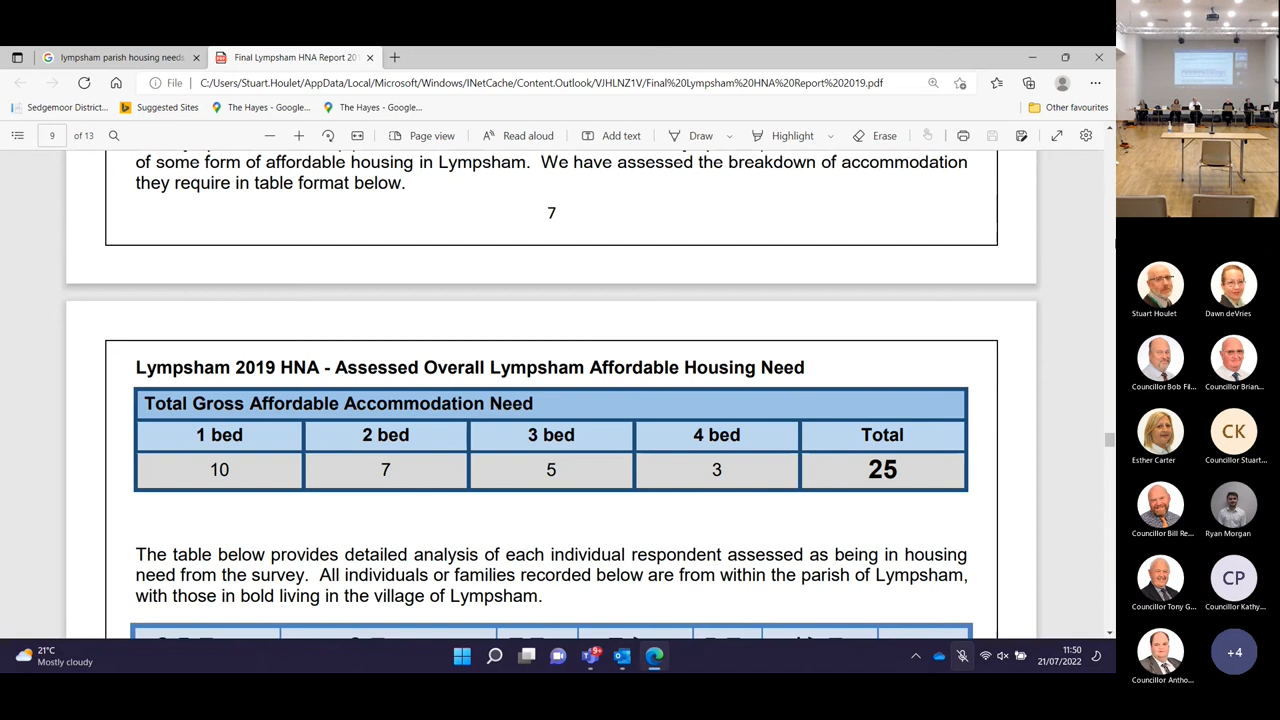 lympsham parish housing needs
Final Lympsham HNA Report 201
File
C:/Users/Stuart.Houlet/AppData/Local/Microsoft/Windows/INetCache/Content.Outlook/VJHLNZ1V/Final%20Lympsham%20HNA%20Report%202019.pdf
Sedgemoor District...
Suggested Sites
The Hayes - Google...
The Hayes - Google...
Other favourites
9 of 13
Page view
Read aloud
Add text
Draw
Highlight
Erase
of some form of affordable housing in Lympsham. We have assessed the breakdown of accommodation
they require in table format below.
7
Lympsham 2019 HNA - Assessed Overall Lympsham Affordable Housing Need
Total Gross Affordable Accommodation Need
1 bed 2 bed 3 bed 4 bed Total
10 7 5 3 25
The table below provides detailed analysis of each individual respondent assessed as being in housing
need from the survey. All individuals or families recorded below are from within the parish of Lympsham,
with those in bold living in the village of Lympsham.
21°C
Mostly cloudy
9+
11:50
21/07/2022
Stuart Houlet
Dawn deVries
Councillor Bob Fil...
Councillor Brian...
Esther Carter
CK
Councillor Stuart...
Councillor Bill Re...
Ryan Morgan
Councillor Tony G...
CP
Councillor Kathy...
Councillor Antho...
+4